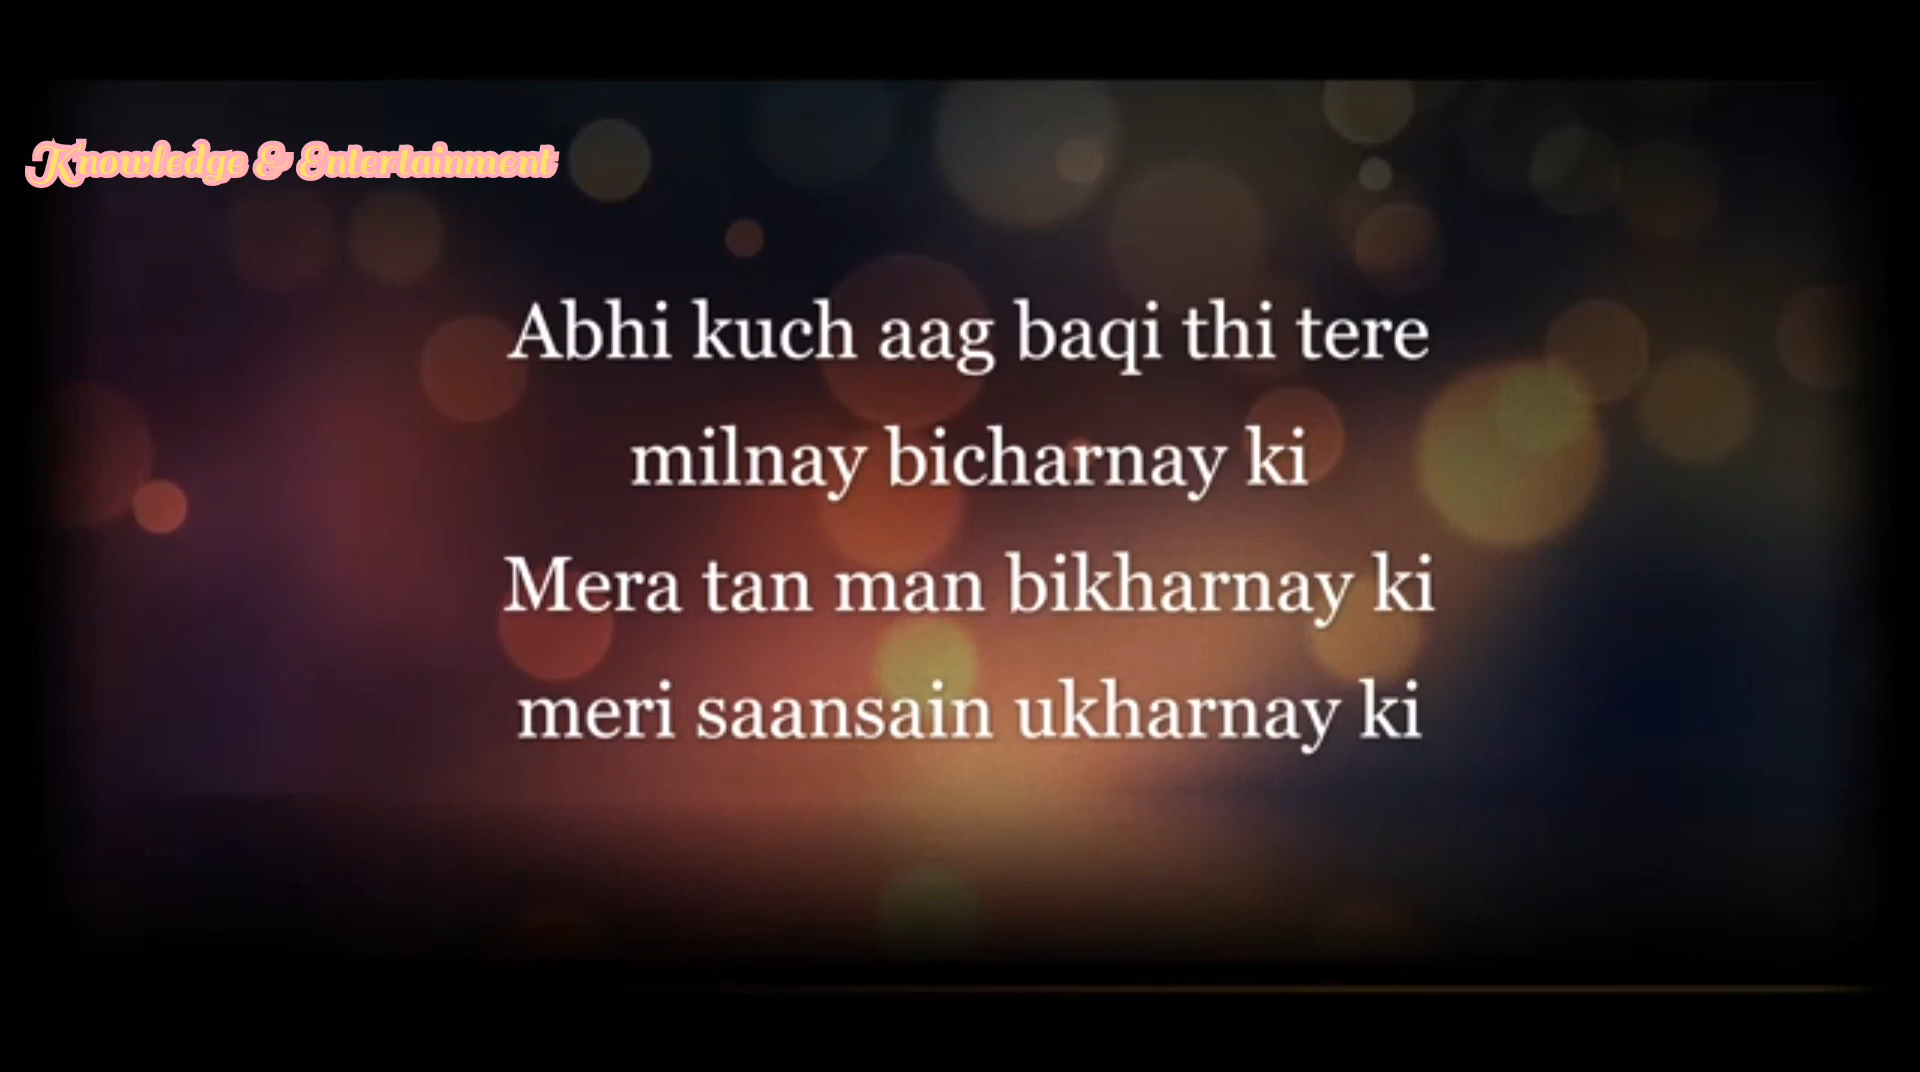 Knowledge & Entertainment
Abhi kuch aag baqi thi tere
milnay bicharnay ki
Mera tan man bikharnay ki
meri saansain ukharnay ki